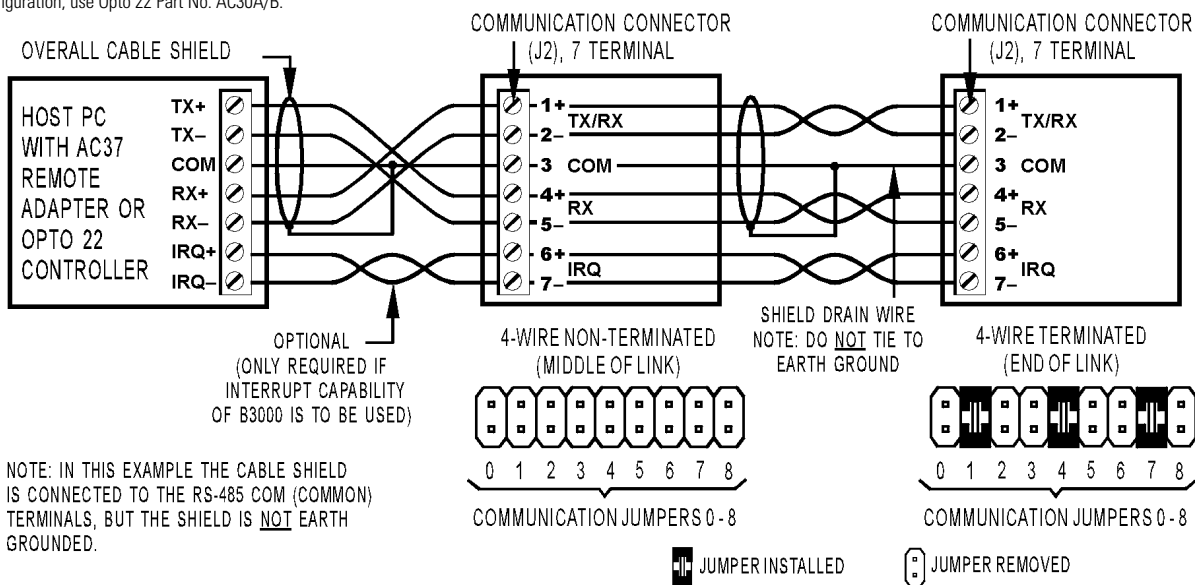 iguration, use Opto 22 Part No. AC30A/B.
COMMUNICATION CONNECTOR
(J2), 7 TERMINAL
COMMUNICATION CONNECTOR
(J2), 7 TERMINAL
OVERALL CABLE SHIELD
HOST PC
WITH AC37
REMOTE
ADAPTER OR
OPTO 22
CONTROLLER
TX+
TX–
COM
RX+
RX–
IRQ+
IRQ–
1+
TX/RX
2–
3 COM
4+
RX
5–
6+
IRQ
7–
1+
TX/RX
2–
3 COM
4+
RX
5–
6+
IRQ
7–
OPTIONAL
(ONLY REQUIRED IF
INTERRUPT CAPABILITY
OF B3000 IS TO BE USED)
4-WIRE NON-TERMINATED
(MIDDLE OF LINK)
SHIELD DRAIN WIRE
NOTE: DO NOT TIE TO
EARTH GROUND
4-WIRE TERMINATED
(END OF LINK)
0 1 2 3 4 5 6 7 8
COMMUNICATION JUMPERS 0 - 8
0 1 2 3 4 5 6 7 8
COMMUNICATION JUMPERS 0 - 8
NOTE: IN THIS EXAMPLE THE CABLE SHIELD
IS CONNECTED TO THE RS-485 COM (COMMON)
TERMINALS, BUT THE SHIELD IS NOT EARTH
GROUNDED.
JUMPER INSTALLED
JUMPER REMOVED